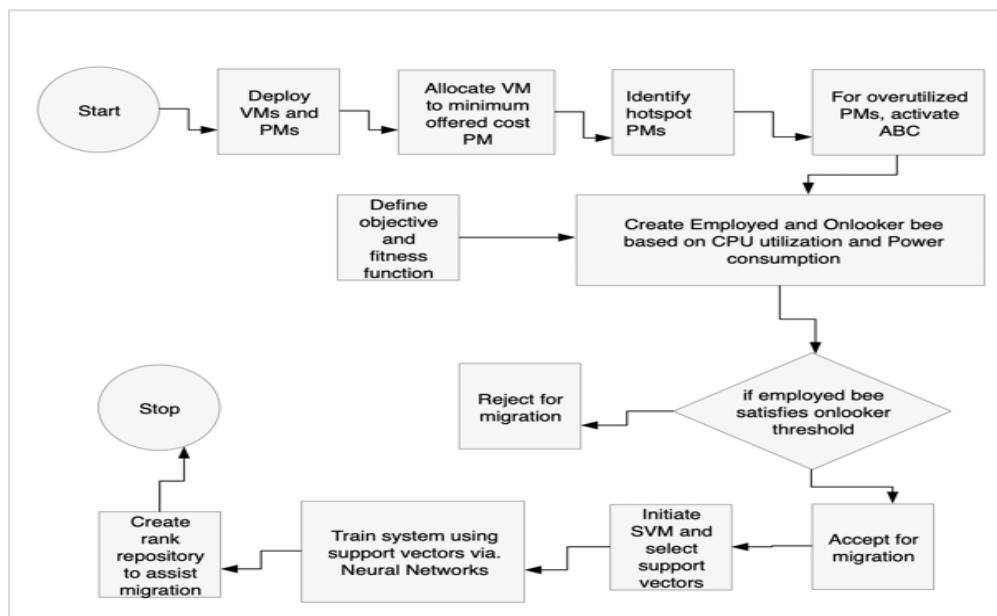 Start
Deploy
VMs and
PMs
Allocate VM
to minimum
offered cost
PM
Identify
hotspot
PMs
For overutilized
PMs, activate
ABC
Define
objective
and
fitness
function
Create Employed and Onlooker bee
based on CPU utilization and Power
consumption
if employed bee
satisfies onlooker
threshold
Reject for
migration
Accept for
migration
Initiate
SVM and
select
support
vectors
Train system using
support vectors via.
Neural Networks
Create
rank
repository
to assist
migration
Stop